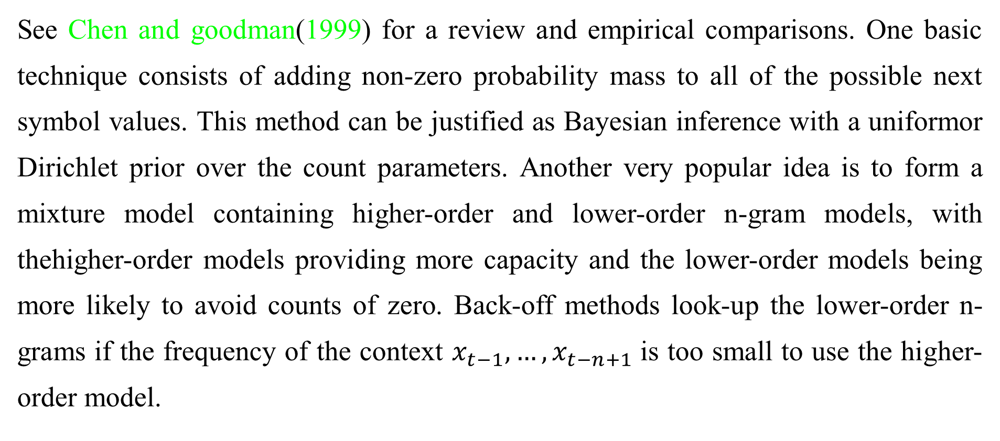 See Chen and goodman(1999) for a review and empirical comparisons. One basic
technique consists of adding non-zero probability mass to all of the possible next
symbol values. This method can be justified as Bayesian inference with a uniformor
Dirichlet prior over the count parameters. Another very popular idea is to form a
mixture model containing higher-order and lower-order n-gram models, with
thehigher-order models providing more capacity and the lower-order models being
more likely to avoid counts of zero. Back-off methods look-up the lower-order n-
grams if the frequency of the context $x_{t-1}, \ldots, x_{t-n+1}$ is too small to use the higher-
order model.